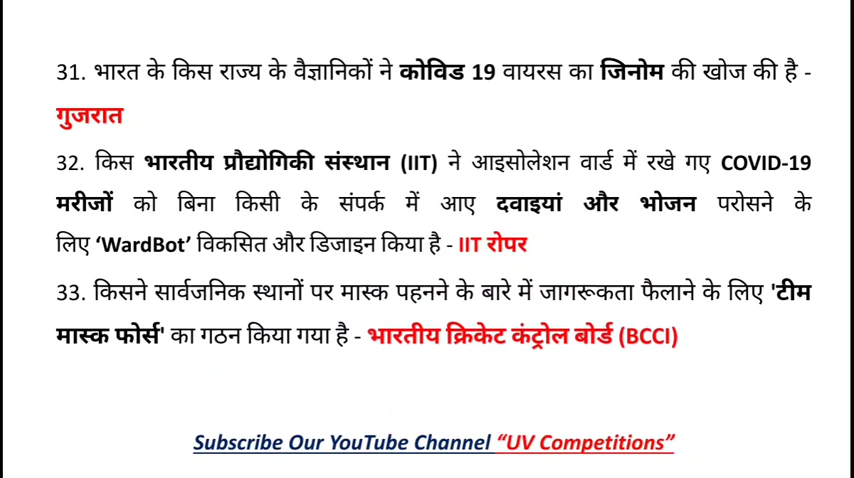 31. भारत के किस राज्य के वैज्ञानिकों ने कोविड 19 वायरस का जिनोम की खोज की है -
गुजरात
32. किस भारतीय प्रौद्योगिकी संस्थान (IIT) ने आइसोलेशन वार्ड में रखे गए COVID-19
मरीजों को बिना किसी के संपर्क में आए दवाइयां और भोजन परोसने के
लिए ‘WardBot’ विकसित और डिजाइन किया है - IIT रोपर
33. किसने सार्वजनिक स्थानों पर मास्क पहनने के बारे में जागरूकता फैलाने के लिए 'टीम
मास्क फोर्स' का गठन किया गया है - भारतीय क्रिकेट कंट्रोल बोर्ड (BCCI)
Subscribe Our YouTube Channel “UV Competitions”